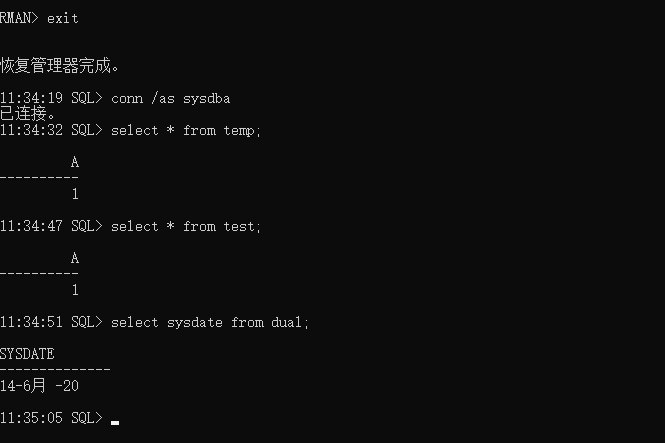 RMAN> exit
恢复管理器完成。
11:34:19 SQL> conn /as sysdba
已连接。
11:34:32 SQL> select * from temp;
A
----------
1
11:34:47 SQL> select * from test;
A
----------
1
11:34:51 SQL> select sysdate from dual;
SYSDATE
--------------
14-6月 -20
11:35:05 SQL>